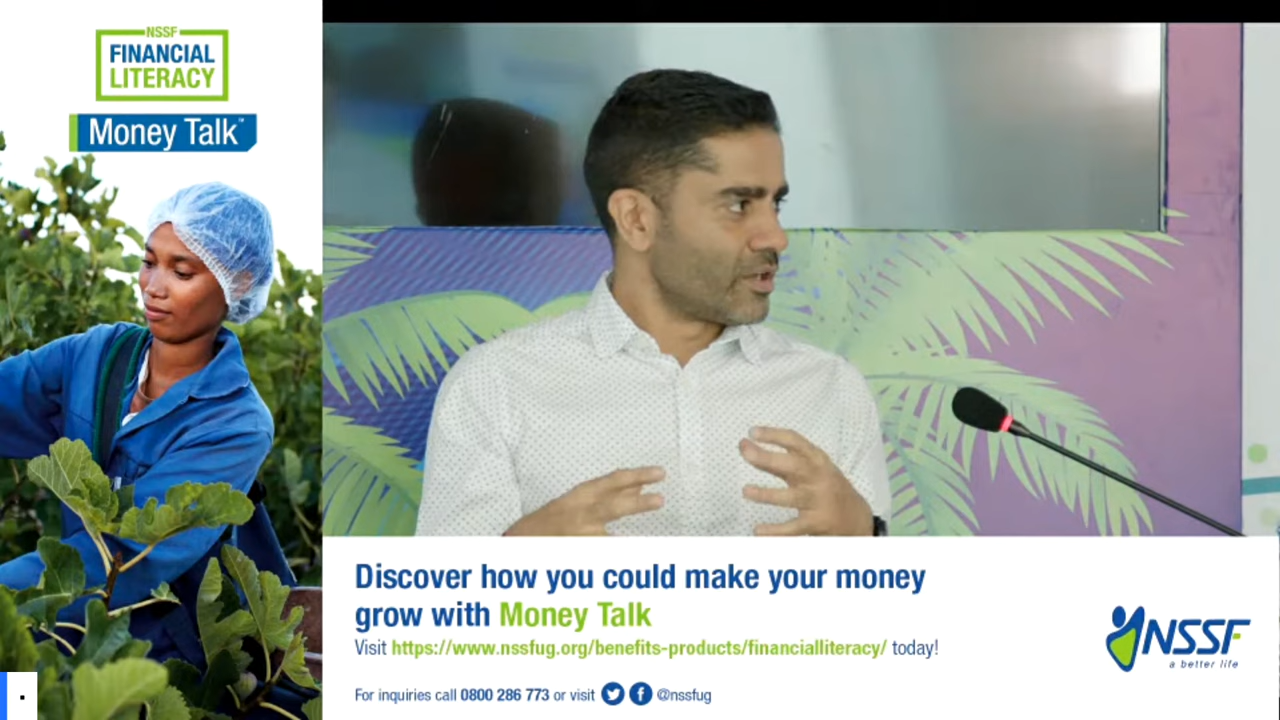 NSSF
FINANCIAL
LITERACY
Money Talk™
Discover how you could make your money
grow with Money Talk
Visit https://www.nssfug.org/benefits-products/financialliteracy/ today!
NSSF
a better life
For inquiries call 0800 286 773 or visit @nssfug